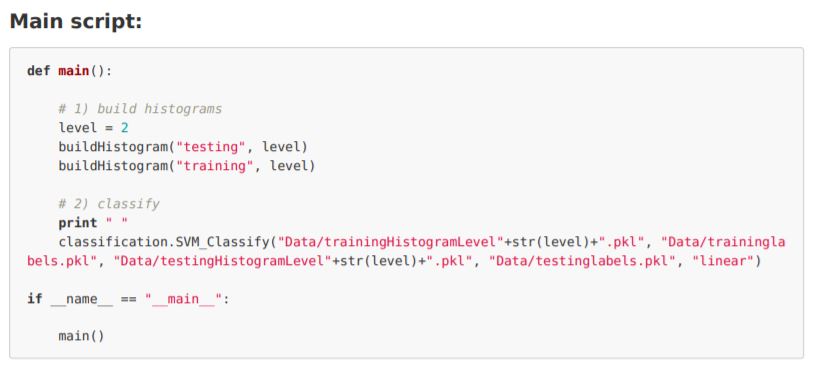 Main script:
def main():
    # 1) build histograms
    level = 2
    buildHistogram("testing", level)
    buildHistogram("training", level)
    # 2) classify
    print " "
    classification.SVM_Classify("Data/trainingHistogramLevel"+str(level)+".pkl", "Data/trainingla
bels.pkl", "Data/testingHistogramLevel"+str(level)+".pkl", "Data/testinglabels.pkl", "linear")
if __name__ == "__main__":
    main()